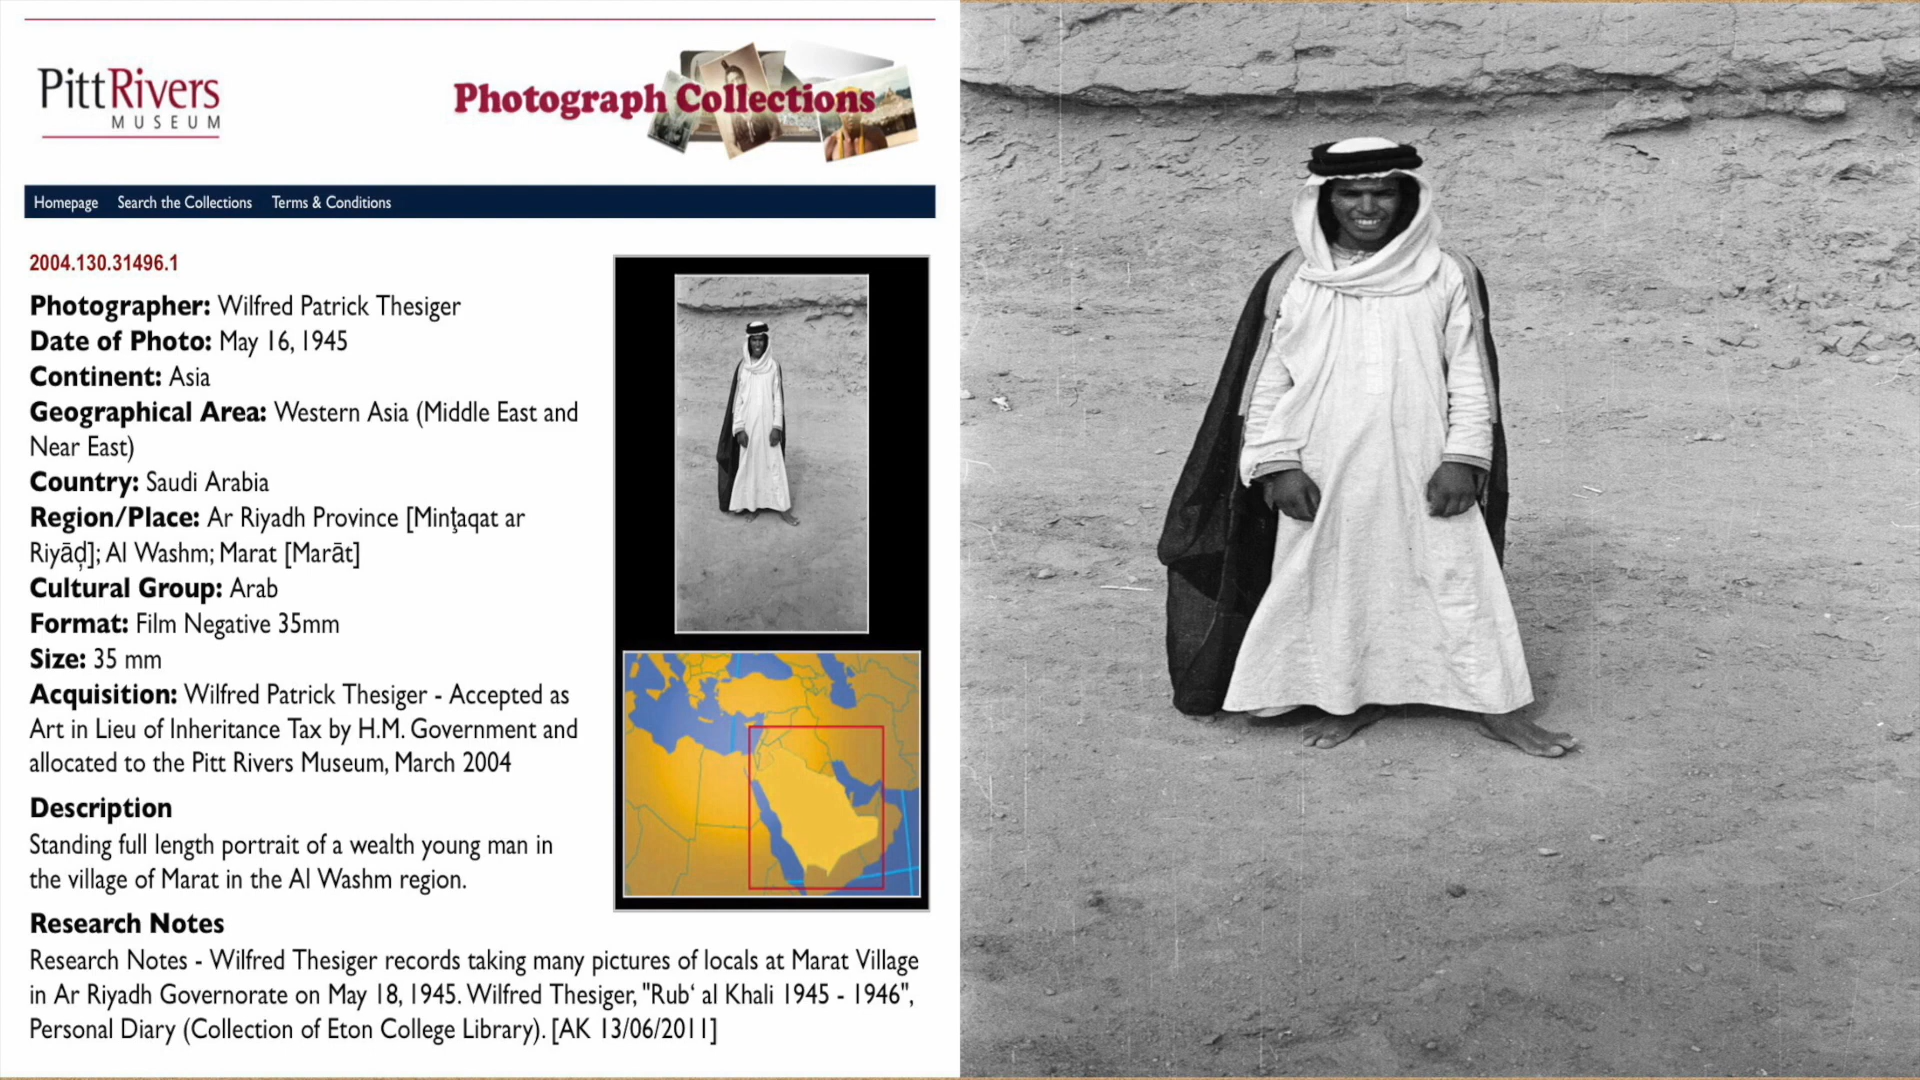 PittRivers
MUSEUM
Photograph Collections
Homepage Search the Collections Terms & Conditions
2004.130.31496.1
Photographer: Wilfred Patrick Thesiger
Date of Photo: May 16, 1945
Continent: Asia
Geographical Area: Western Asia (Middle East and
Near East)
Country: Saudi Arabia
Region/Place: Ar Riyadh Province [Minţaqat ar
Riyāḑ]; Al Washm; Marat [Marāt]
Cultural Group: Arab
Format: Film Negative 35mm
Size: 35 mm
Acquisition: Wilfred Patrick Thesiger - Accepted as
Art in Lieu of Inheritance Tax by H.M. Government and
allocated to the Pitt Rivers Museum, March 2004
Description
Standing full length portrait of a wealth young man in
the village of Marat in the Al Washm region.
Research Notes
Research Notes - Wilfred Thesiger records taking many pictures of locals at Marat Village
in Ar Riyadh Governorate on May 18, 1945. Wilfred Thesiger, "Rub‘ al Khali 1945 - 1946",
Personal Diary (Collection of Eton College Library). [AK 13/06/2011]